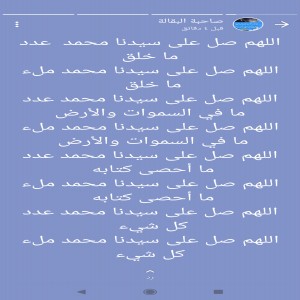 صاحبة البقالة
قبل ٤ دقائق
اللهم صل على سيدنا محمد عدد
ما خلق
اللهم صل على سيدنا محمد ملء
ما خلق
اللهم صل على سيدنا محمد عدد
ما في السموات والأرض
اللهم صل على سيدنا محمد ملء
ما في السموات والأرض
اللهم صل على سيدنا محمد عدد
ما أحصى كتابه
اللهم صل على سيدنا محمد ملء
ما أحصى كتابه
اللهم صل على سيدنا محمد عدد
كل شيء
اللهم صل على سيدنا محمد ملء
كل شيء